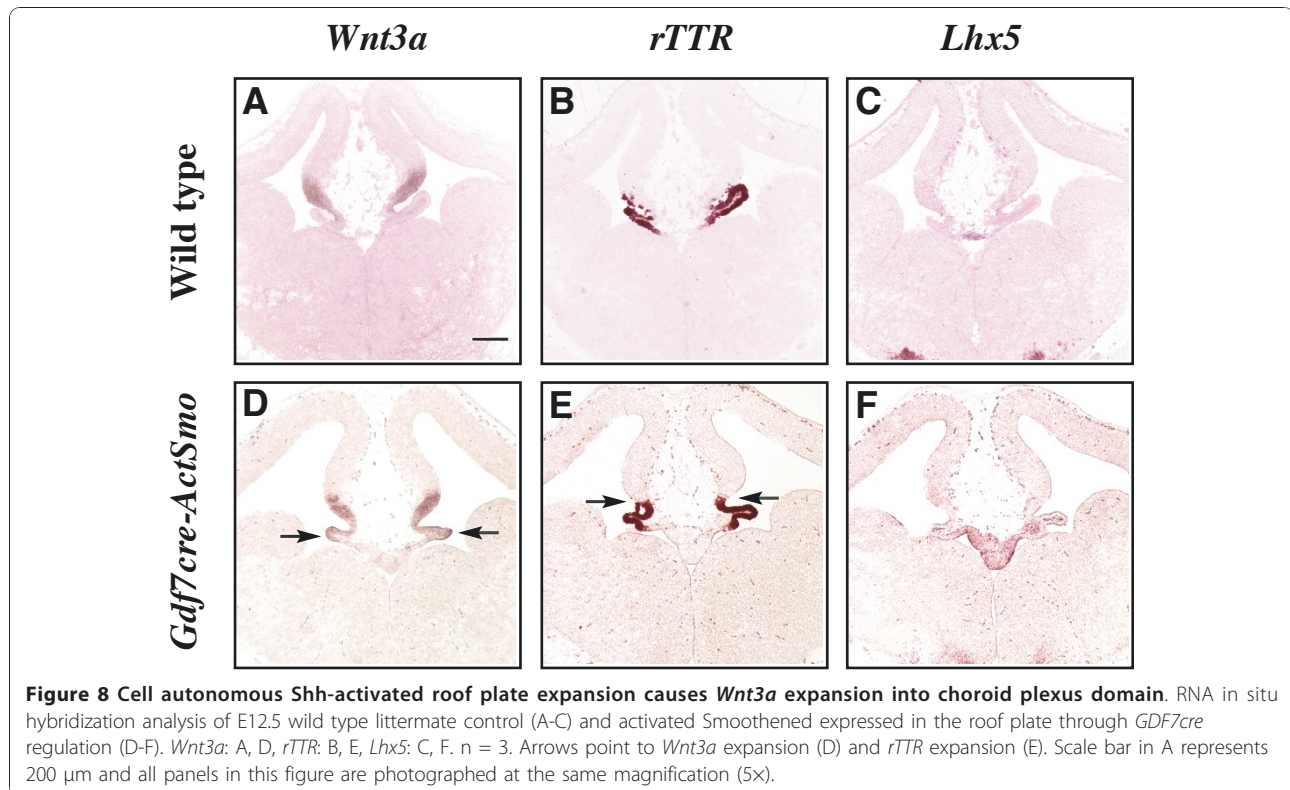 Wnt3a rTTR Lhx5
Wild type
A B C
Gdf7cre-ActSmo
D E F
Figure 8 Cell autonomous Shh-activated roof plate expansion causes Wnt3a expansion into choroid plexus domain. RNA in situ
hybridization analysis of E12.5 wild type littermate control (A-C) and activated Smoothened expressed in the roof plate through GDF7cre
regulation (D-F). Wnt3a: A, D, rTTR: B, E, Lhx5: C, F. n = 3. Arrows point to Wnt3a expansion (D) and rTTR expansion (E). Scale bar in A represents
200 μm and all panels in this figure are photographed at the same magnification (5×).